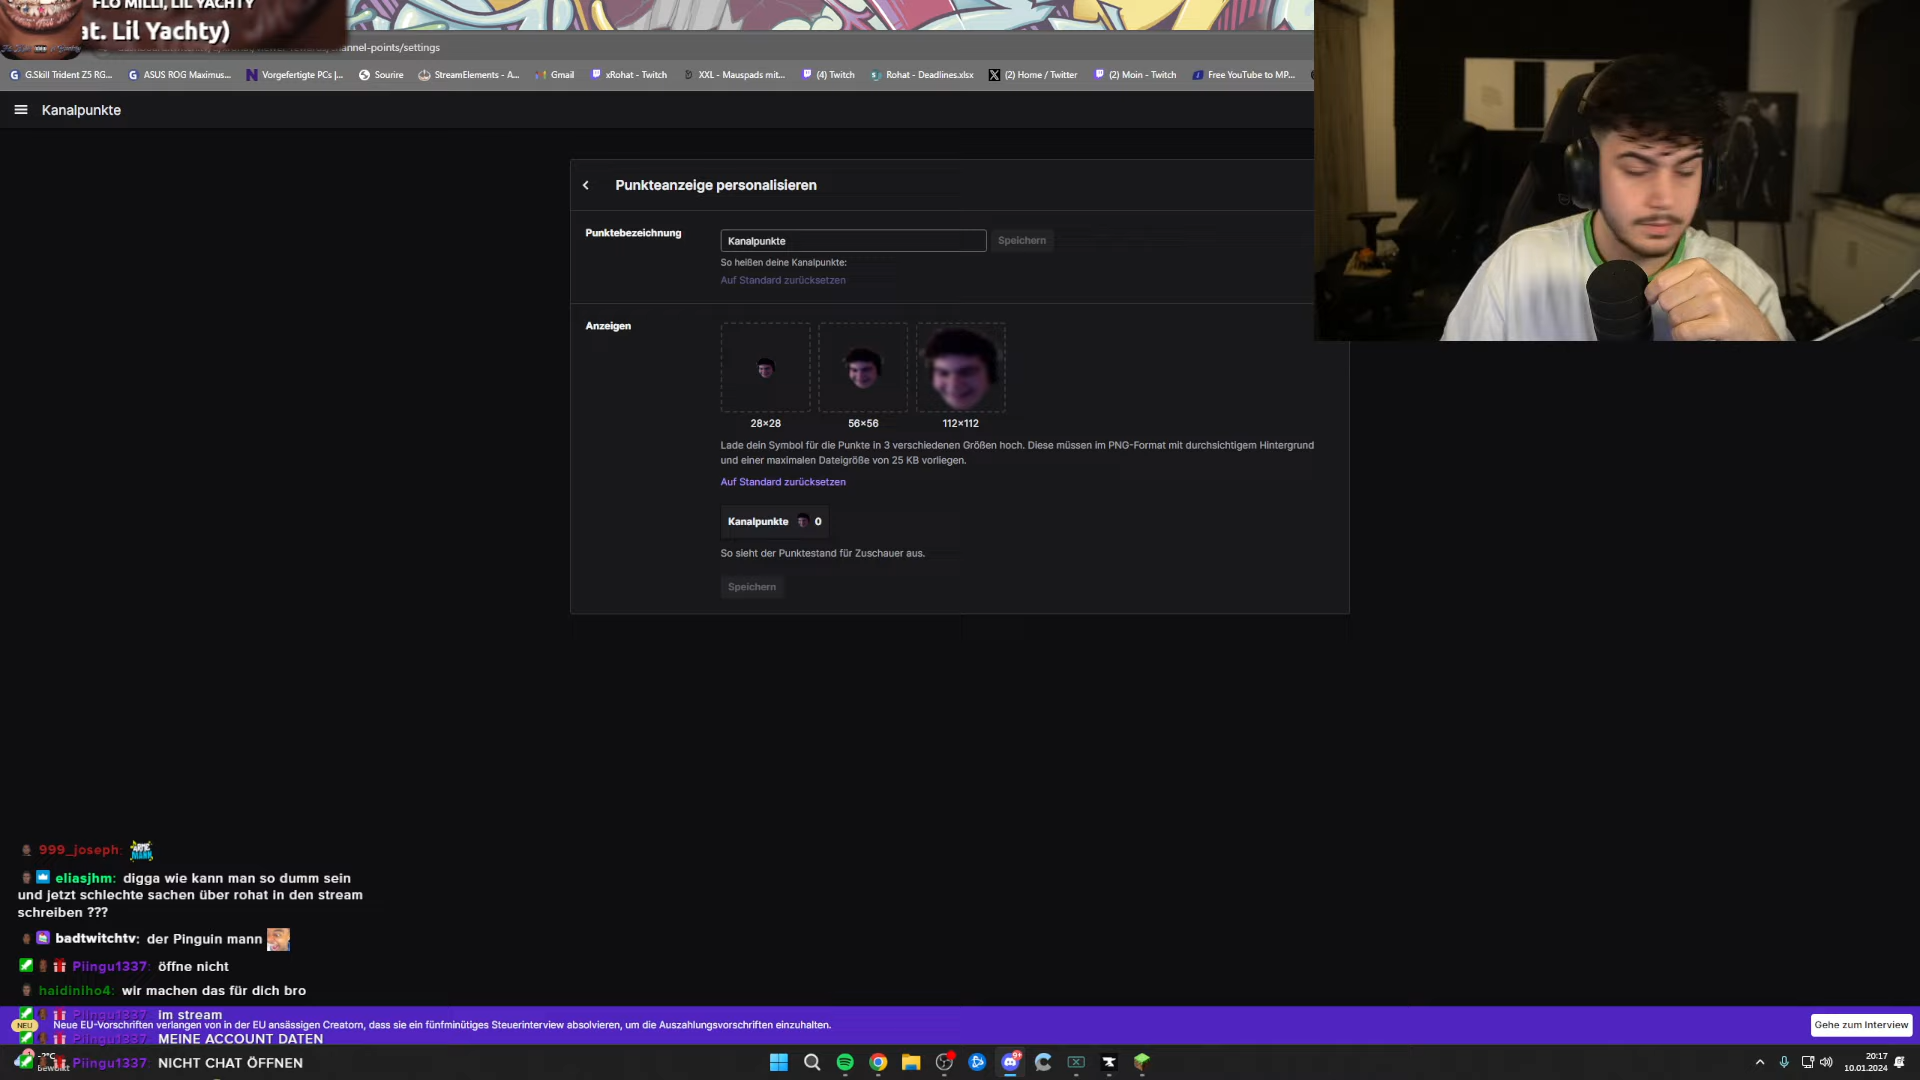 FLO MILLI, LIL YACHTY
at. Lil Yachty)
channel-points/settings
G.Skill Trident Z5 RG...
ASUS ROG Maximus...
Vorgefertigte PCs |...
Sourire
StreamElements - A...
Gmail
xRohat - Twitch
XXL - Mauspads mit...
(4) Twitch
Rohat - Deadlines.xlsx
(2) Home / Twitter
(2) Moin - Twitch
Free YouTube to MP...
Kanalpunkte
Punkteanzeige personalisieren
Punktebezeichnung
Kanalpunkte
Speichern
So heißen deine Kanalpunkte:
Auf Standard zurücksetzen
Anzeigen
28×28
56×56
112×112
Lade dein Symbol für die Punkte in 3 verschiedenen Größen hoch. Diese müssen im PNG-Format mit durchsichtigem Hintergrund
und einer maximalen Dateigröße von 25 KB vorliegen.
Auf Standard zurücksetzen
Kanalpunkte 0
So sieht der Punktestand für Zuschauer aus.
Speichern
999_joseph:
eliasjhm: digga wie kann man so dumm sein
und jetzt schlechte sachen über rohat in den stream
schreiben ???
badtwitchtv: der Pinguin mann
Piingu1337: öffne nicht
haidiniho4: wir machen das für dich bro
Piingu1337: im stream
NEU
Neue EU-Vorschriften verlangen von in der EU ansässigen Creatorn, dass sie ein fünfminütiges Steuerinterview absolvieren, um die Auszahlungsvorschriften einzuhalten.
Gehe zum Interview
Piingu1337: MEINE ACCOUNT DATEN
Piingu1337: NICHT CHAT ÖFFNEN
-2°C
Bewölkt
20:17
10.01.2024